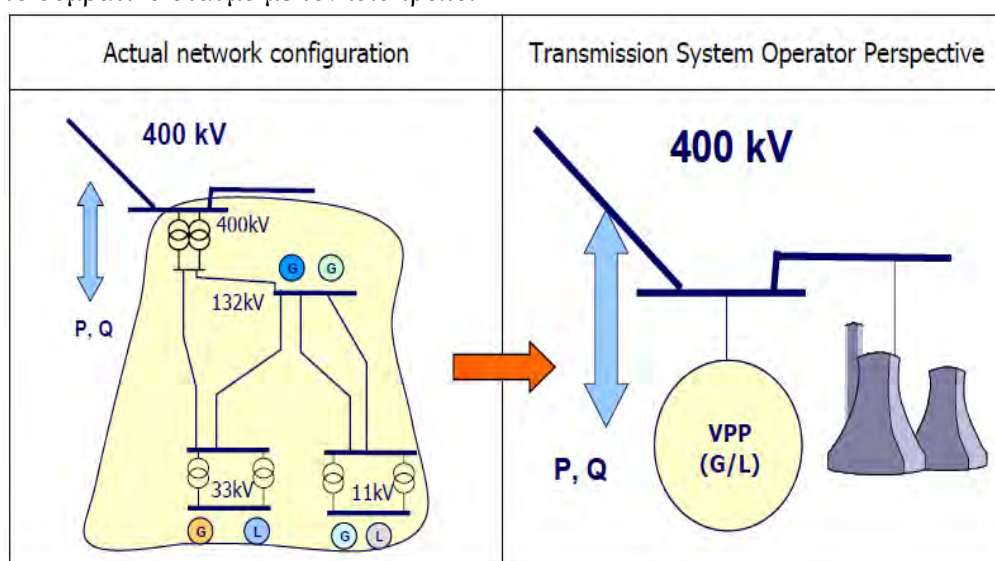 Actual network configuration
Transmission System Operator Perspective
400 kV
400kV
G G
132kV
P, Q
33kV
11kV
G L G L
400 kV
P, Q
VPP
(G/L)